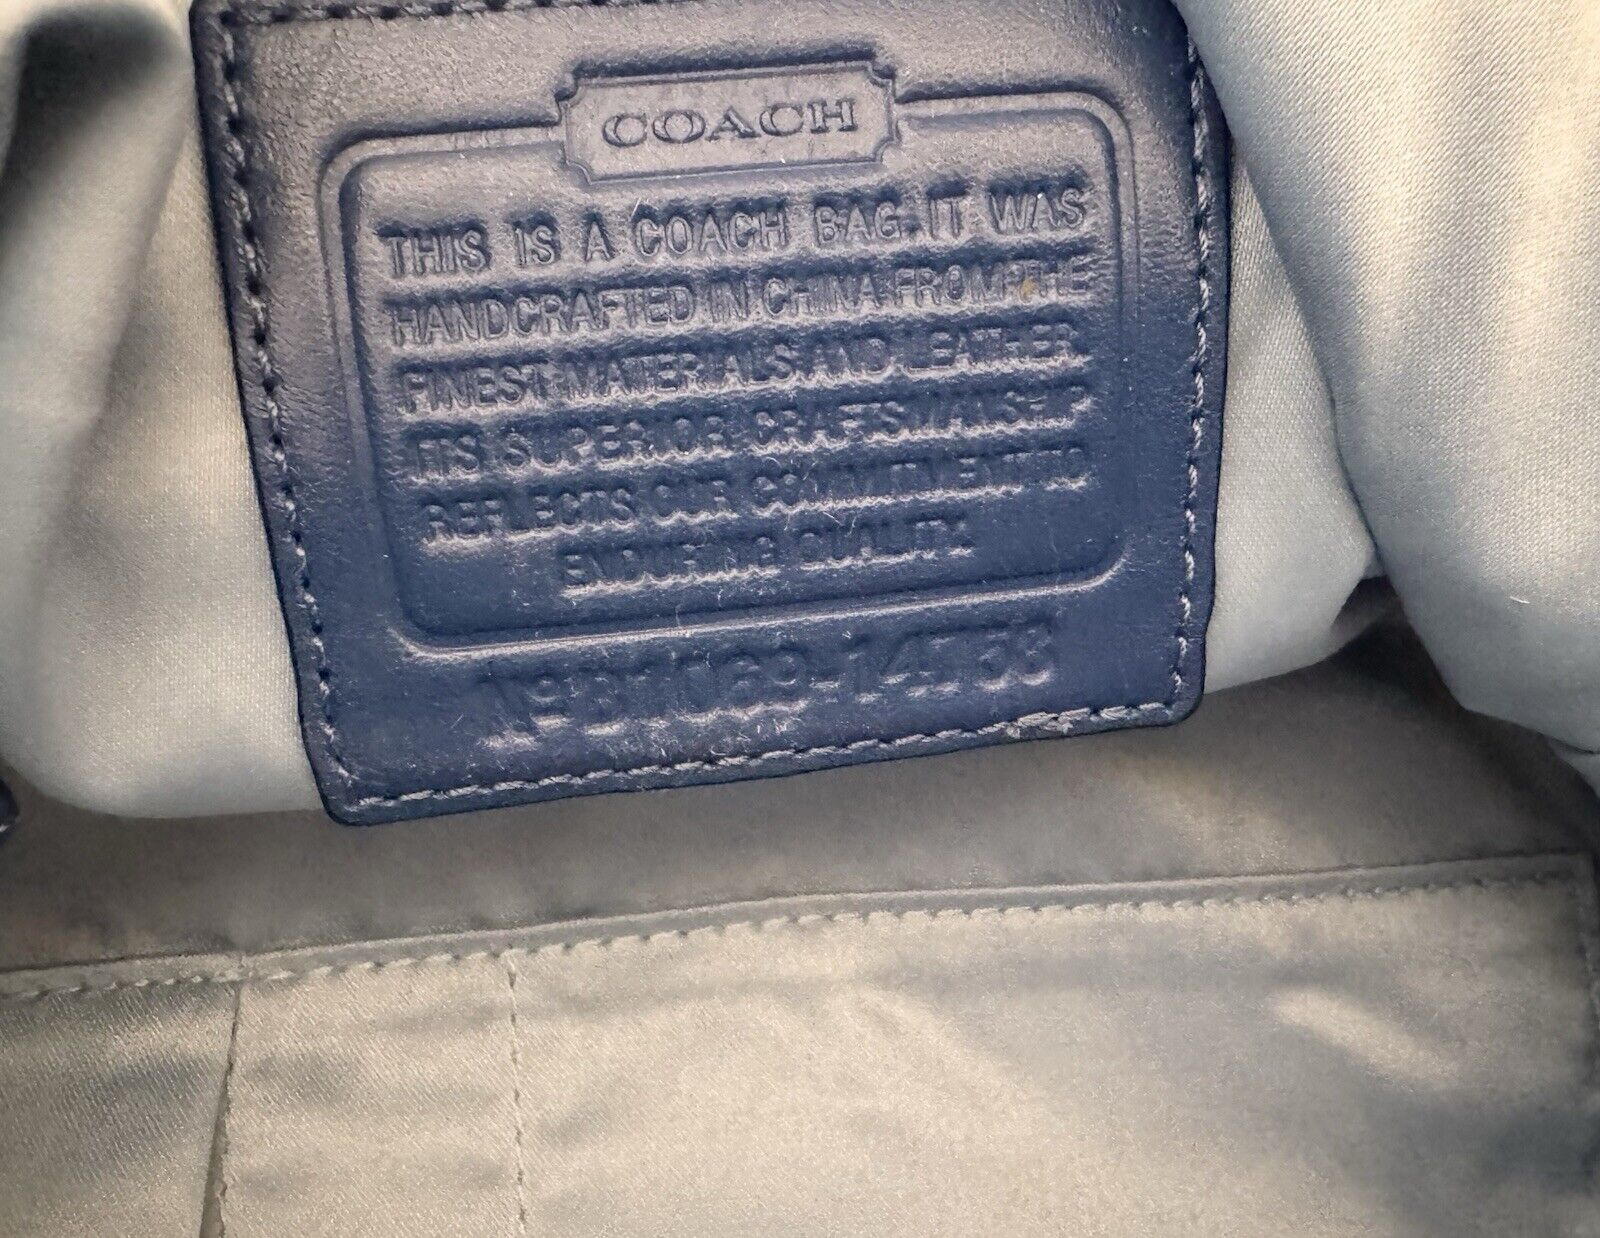 COACH
THIS IS A COACH BAG. IT WAS
HANDCRAFTED IN CHINA FROM THE
FINEST MATERIALS AND LEATHER.
ITS SUPERIOR CRAFTSMANSHIP
REFLECTS OUR COMMITMENT TO
ENDURING QUALITY.